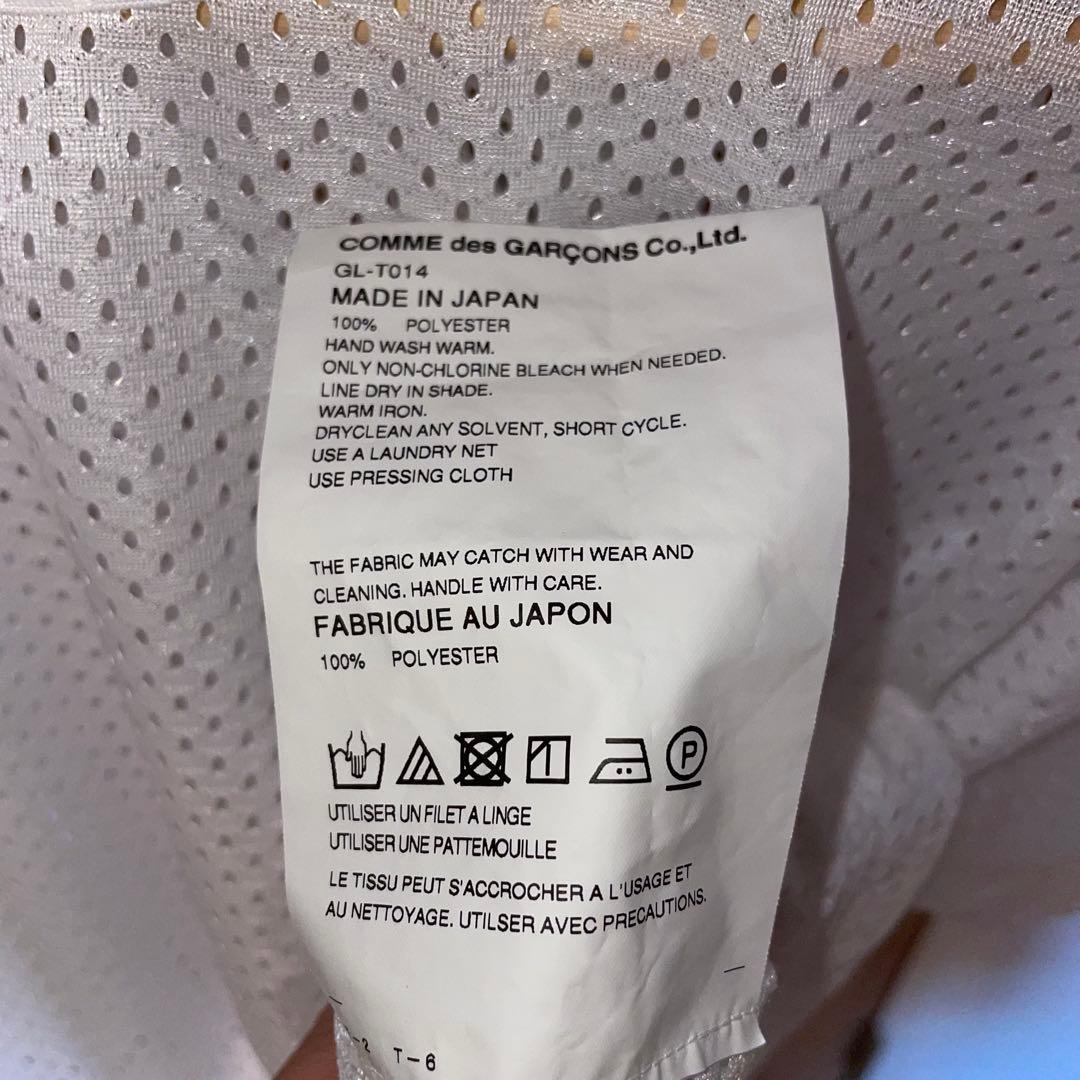 COMME des GARÇONS Co.,Ltd.
GL-T014
MADE IN JAPAN
100% POLYESTER
HAND WASH WARM.
ONLY NON-CHLORINE BLEACH WHEN NEEDED.
LINE DRY IN SHADE.
WARM IRON.
DRYCLEAN ANY SOLVENT, SHORT CYCLE.
USE A LAUNDRY NET
USE PRESSING CLOTH
THE FABRIC MAY CATCH WITH WEAR AND
CLEANING. HANDLE WITH CARE.
FABRIQUE AU JAPON
100% POLYESTER
P
UTILISER UN FILET A LINGE
UTILISER UNE PATTEMOUILLE
LE TISSU PEUT S'ACCROCHER A L'USAGE ET
AU NETTOYAGE. UTILSER AVEC PRECAUTIONS.
-2 T-6